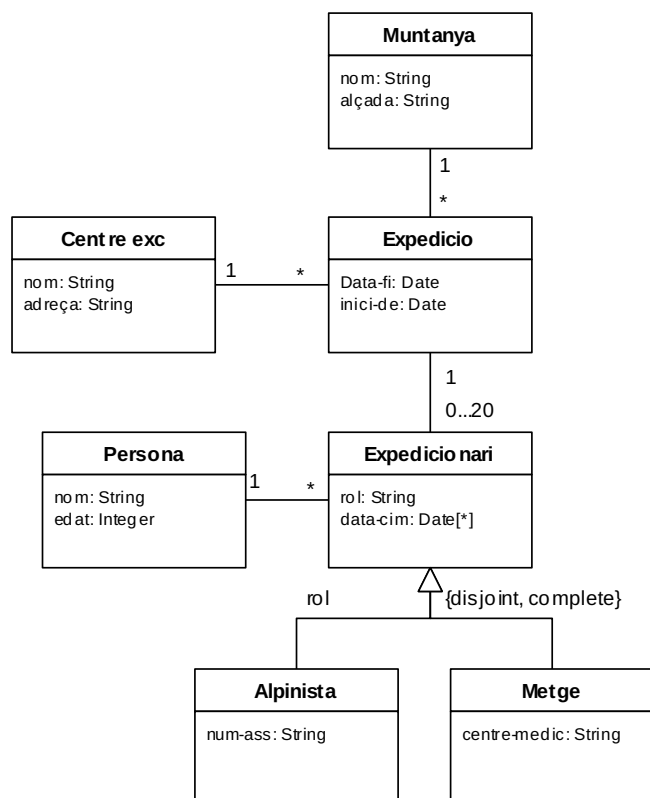 Muntanya
nom: String
alçada: String
1
*
Centre exc
nom: String
adreça: String
1
*
Expedicio
Data-fi: Date
inici-de: Date
1
0...20
Persona
nom: String
edat: Integer
1
*
Expedicionari
rol: String
data-cim: Date[*]
rol
{disjoint, complete}
Alpinista
num-ass: String
Metge
centre-medic: String